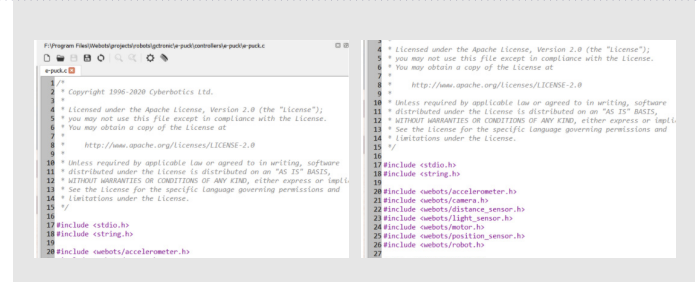 F:\Program Files\Webots\projects\robots\gctronic\e-puck\controllers\e-puck\e-puck.c
e-puck.c
1 /*
2 * Copyright 1996-2020 Cyberbotics Ltd.
3 *
4 * Licensed under the Apache License, Version 2.0 (the "License");
5 * you may not use this file except in compliance with the License.
6 * You may obtain a copy of the License at
7 *
8 * http://www.apache.org/licenses/LICENSE-2.0
9 *
10 * Unless required by applicable law or agreed to in writing, software
11 * distributed under the License is distributed on an "AS IS" BASIS,
12 * WITHOUT WARRANTIES OR CONDITIONS OF ANY KIND, either express or impli
13 * See the License for the specific language governing permissions and
14 * limitations under the License.
15 */
16
17 #include <stdio.h>
18 #include <string.h>
19
20 #include <webots/accelerometer.h>
3 *
4 * Licensed under the Apache License, Version 2.0 (the "License");
5 * you may not use this file except in compliance with the License.
6 * You may obtain a copy of the License at
7 *
8 * http://www.apache.org/licenses/LICENSE-2.0
9 *
10 * Unless required by applicable law or agreed to in writing, software
11 * distributed under the License is distributed on an "AS IS" BASIS,
12 * WITHOUT WARRANTIES OR CONDITIONS OF ANY KIND, either express or impli
13 * See the License for the specific language governing permissions and
14 * limitations under the License.
15 */
16
17 #include <stdio.h>
18 #include <string.h>
19
20 #include <webots/accelerometer.h>
21 #include <webots/camera.h>
22 #include <webots/distance_sensor.h>
23 #include <webots/light_sensor.h>
24 #include <webots/motor.h>
25 #include <webots/position_sensor.h>
26 #include <webots/robot.h>
27